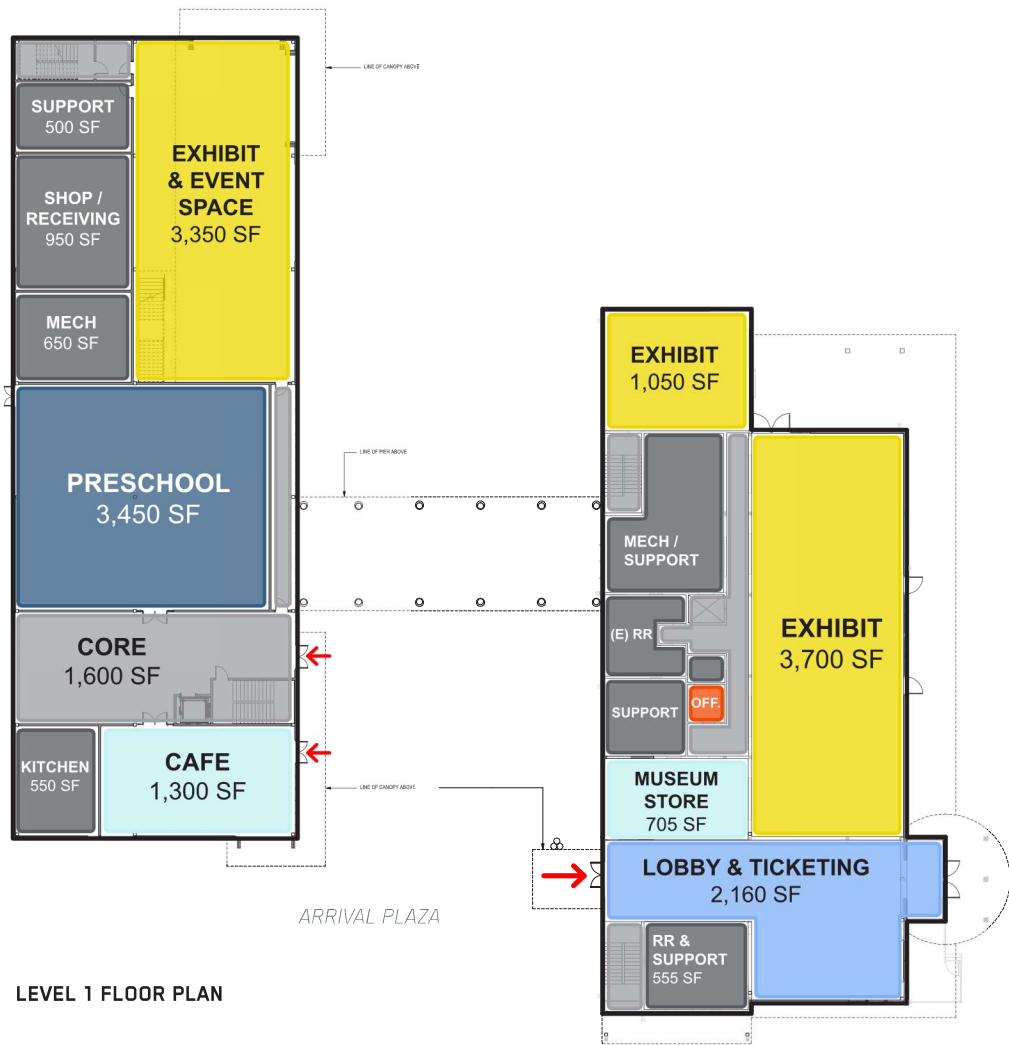 LINE OF CANOPY ABOVE
SUPPORT
500 SF
EXHIBIT
& EVENT
SPACE
3,350 SF
SHOP /
RECEIVING
950 SF
MECH
650 SF
PRESCHOOL
3,450 SF
CORE
1,600 SF
KITCHEN
550 SF
CAFE
1,300 SF
LINE OF PIER ABOVE
LINE OF CANOPY ABOVE
ARRIVAL PLAZA
EXHIBIT
1,050 SF
MECH /
SUPPORT
(E) RR
SUPPORT
OFF.
EXHIBIT
3,700 SF
MUSEUM
STORE
705 SF
LOBBY & TICKETING
2,160 SF
RR &
SUPPORT
555 SF
LEVEL 1 FLOOR PLAN